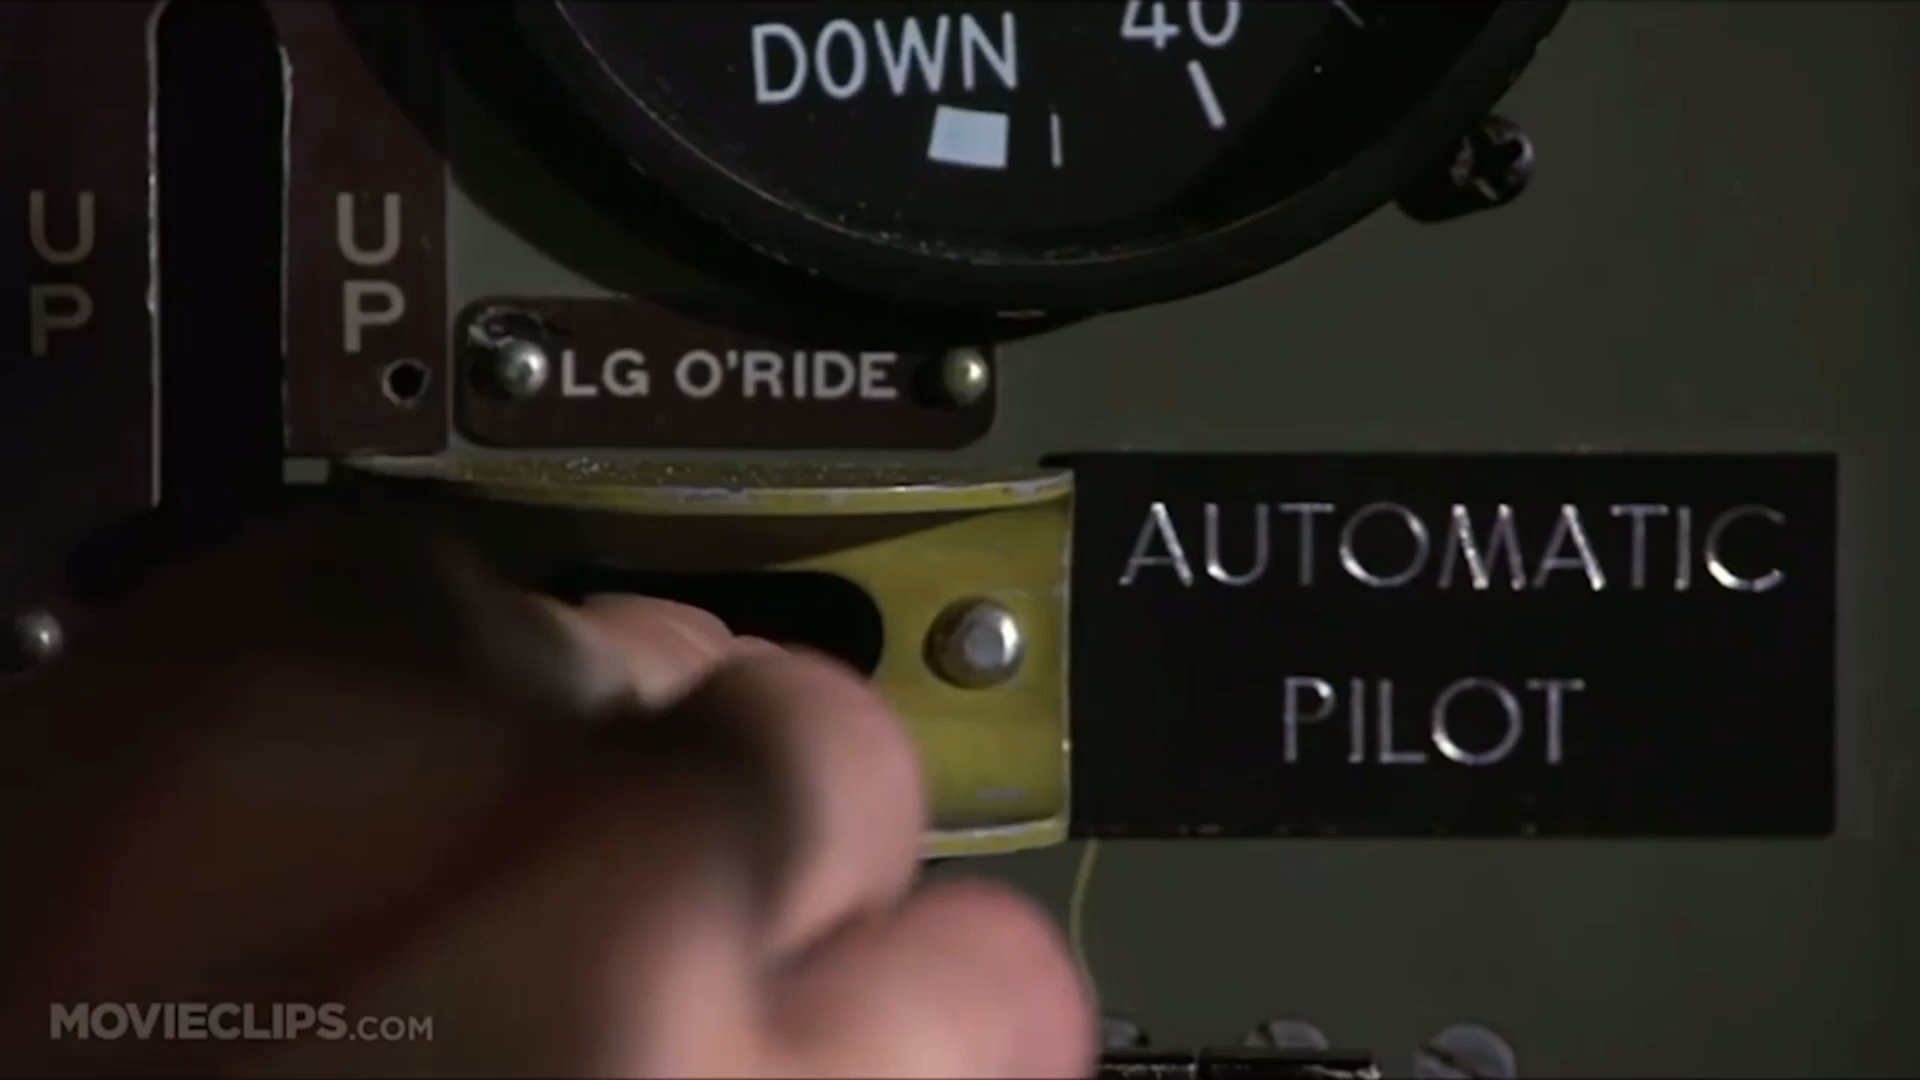 DOWN
40
UP
UP
LG O'RIDE
AUTOMATIC
PILOT
MOVIECLIPS.COM